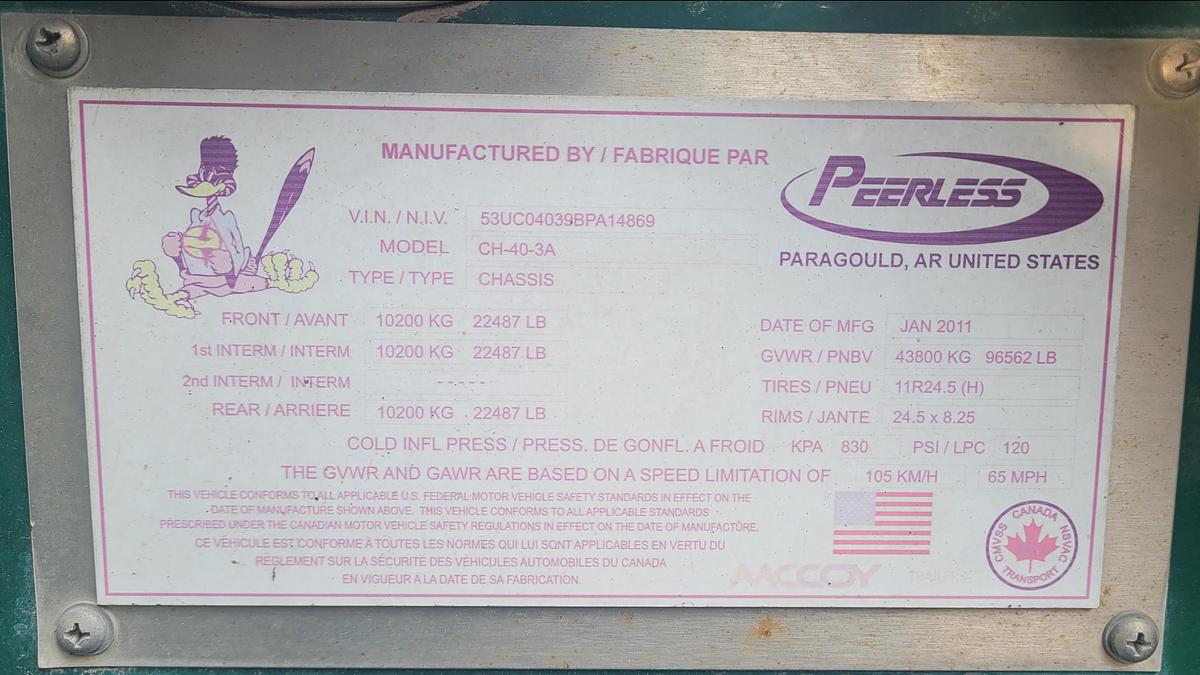 MANUFACTURED BY / FABRIQUE PAR
PEERLESS
PARAGOULD, AR UNITED STATES
V.I.N. / N.I.V. 53UC04039BPA14869
MODEL CH-40-3A
TYPE / TYPE CHASSIS
FRONT / AVANT 10200 KG 22487 LB
1st INTERM / INTERM 10200 KG 22487 LB
2nd INTERM / INTERM -----
REAR / ARRIERE 10200 KG 22487 LB
DATE OF MFG JAN 2011
GVWR / PNBV 43800 KG 96562 LB
TIRES / PNEU 11R24.5 (H)
RIMS / JANTE 24.5 x 8.25
COLD INFL PRESS / PRESS. DE GONFL. A FROID KPA 830 PSI / LPC 120
THE GVWR AND GAWR ARE BASED ON A SPEED LIMITATION OF 105 KM/H 65 MPH
THIS VEHICLE CONFORMS TO ALL APPLICABLE U.S. FEDERAL MOTOR VEHICLE SAFETY STANDARDS IN EFFECT ON THE
DATE OF MANUFACTURE SHOWN ABOVE. THIS VEHICLE CONFORMS TO ALL APPLICABLE STANDARDS
PRESCRIBED UNDER THE CANADIAN MOTOR VEHICLE SAFETY REGULATIONS IN EFFECT ON THE DATE OF MANUFACTURE.
CE VÉHICULE EST CONFORME À TOUTES LES NORMES QUI LUI SONT APPLICABLES EN VERTU DU
RÈGLEMENT SUR LA SÉCURITÉ DES VÉHICULES AUTOMOBILES DU CANADA
EN VIGUEUR À LA DATE DE SA FABRICATION.
MCCOY TRAILERS
CANADA
CMVSS NSVAC
TRANSPORT